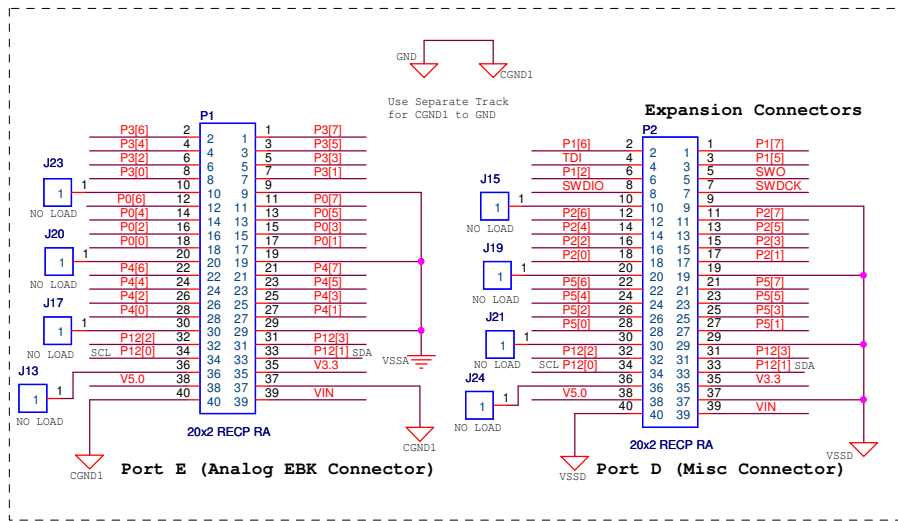 GND
CGND1
Use Separate Track
for CGND1 to GND
Expansion Connectors
P1
P3[6] 2 2 1 1 P3[7]
P3[4] 4 4 3 3 P3[5]
P3[2] 6 6 5 5 P3[3]
P3[0] 8 8 7 7 P3[1]
J23 1 1 10 10 9 9
NO LOAD
P0[6] 12 12 11 11 P0[7]
P0[4] 14 14 13 13 P0[5]
P0[2] 16 16 15 15 P0[3]
P0[0] 18 18 17 17 P0[1]
J20 1 1 20 20 19 19
NO LOAD
P4[6] 22 22 21 21 P4[7]
P4[4] 24 24 23 23 P4[5]
P4[2] 26 26 25 25 P4[3]
P4[0] 28 28 27 27 P4[1]
J17 1 1 30 30 29 29
NO LOAD
P12[2] 32 32 31 31 P12[3]
SCL P12[0] 34 34 33 33 P12[1] SDA
J13 1 1 36 36 35 35 V3.3
NO LOAD
V5.0 38 38 37 37
40 40 39 39 VIN
VSSA
20x2 RECP RA
CGND1
CGND1
Port E (Analog EBK Connector)
P2
P1[6] 2 2 1 1 P1[7]
TDI 4 4 3 3 P1[5]
P1[2] 6 6 5 5 SWO
SWDIO 8 8 7 7 SWDCK
J15 1 1 10 10 9 9
NO LOAD
P2[6] 12 12 11 11 P2[7]
P2[4] 14 14 13 13 P2[5]
P2[2] 16 16 15 15 P2[3]
P2[0] 18 18 17 17 P2[1]
J19 1 1 20 20 19 19
NO LOAD
P5[6] 22 22 21 21 P5[7]
P5[4] 24 24 23 23 P5[5]
P5[2] 26 26 25 25 P5[3]
P5[0] 28 28 27 27 P5[1]
J21 1 1 30 30 29 29
NO LOAD
P12[2] 32 32 31 31 P12[3]
SCL P12[0] 34 34 33 33 P12[1] SDA
J24 1 1 36 36 35 35 V3.3
NO LOAD
V5.0 38 38 37 37
40 40 39 39 VIN
20x2 RECP RA
VSSD
VSSD
Port D (Misc Connector)